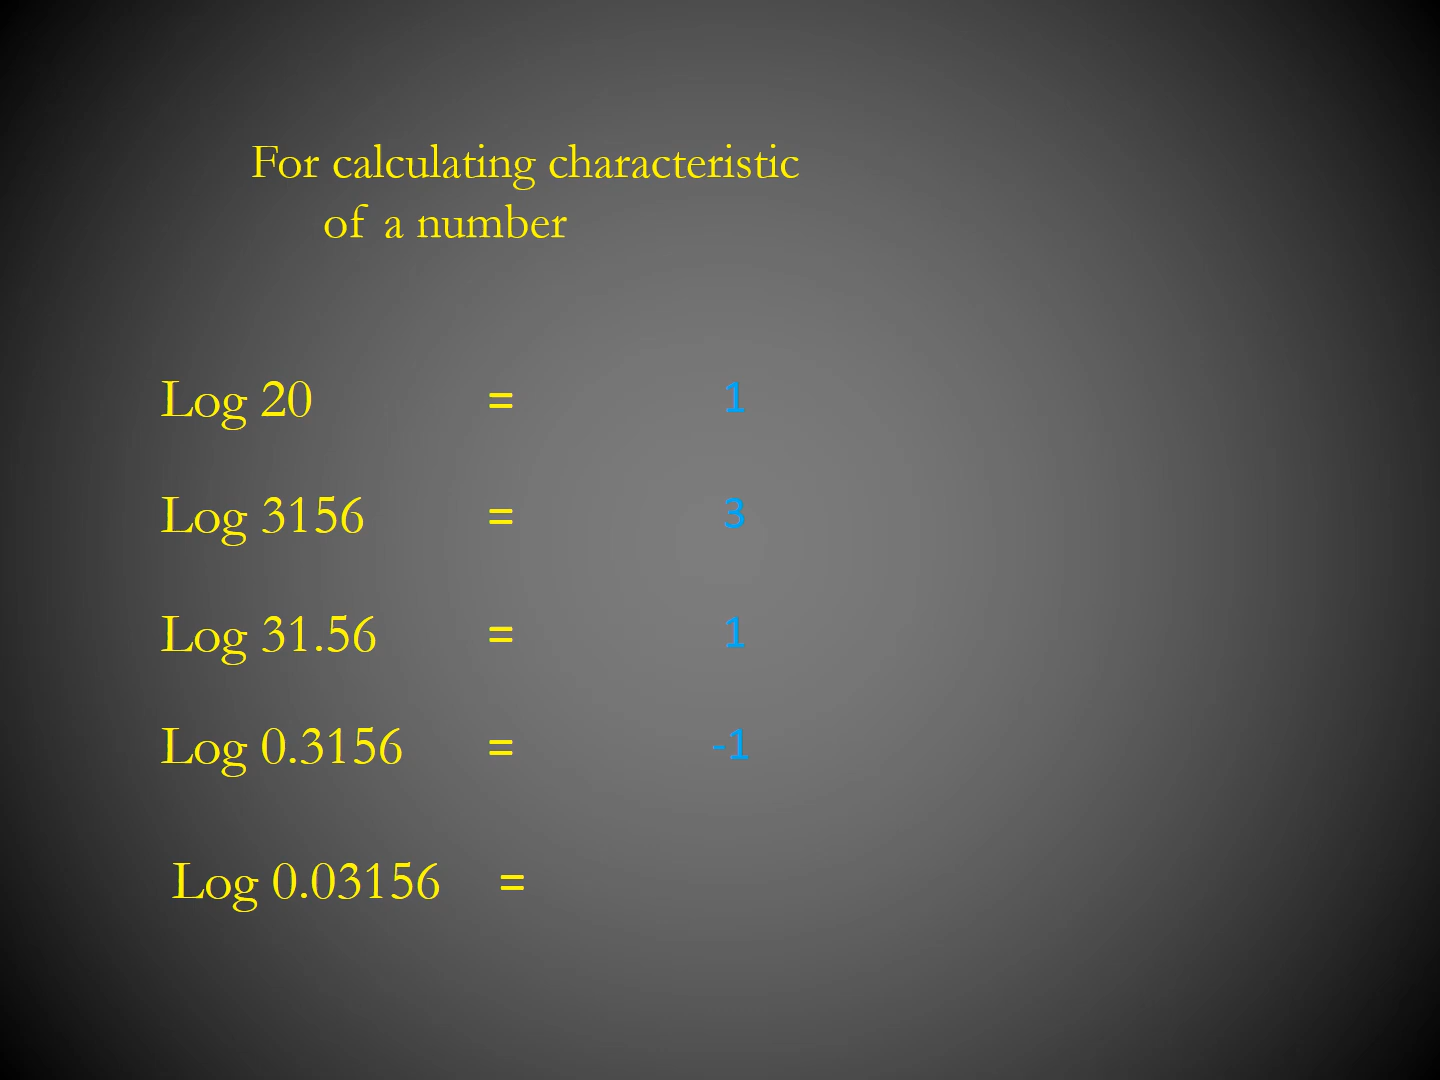 For calculating characteristic
of a number
Log 20 = 1
Log 3156 = 3
Log 31.56 = 1
Log 0.3156 = -1
Log 0.03156 =